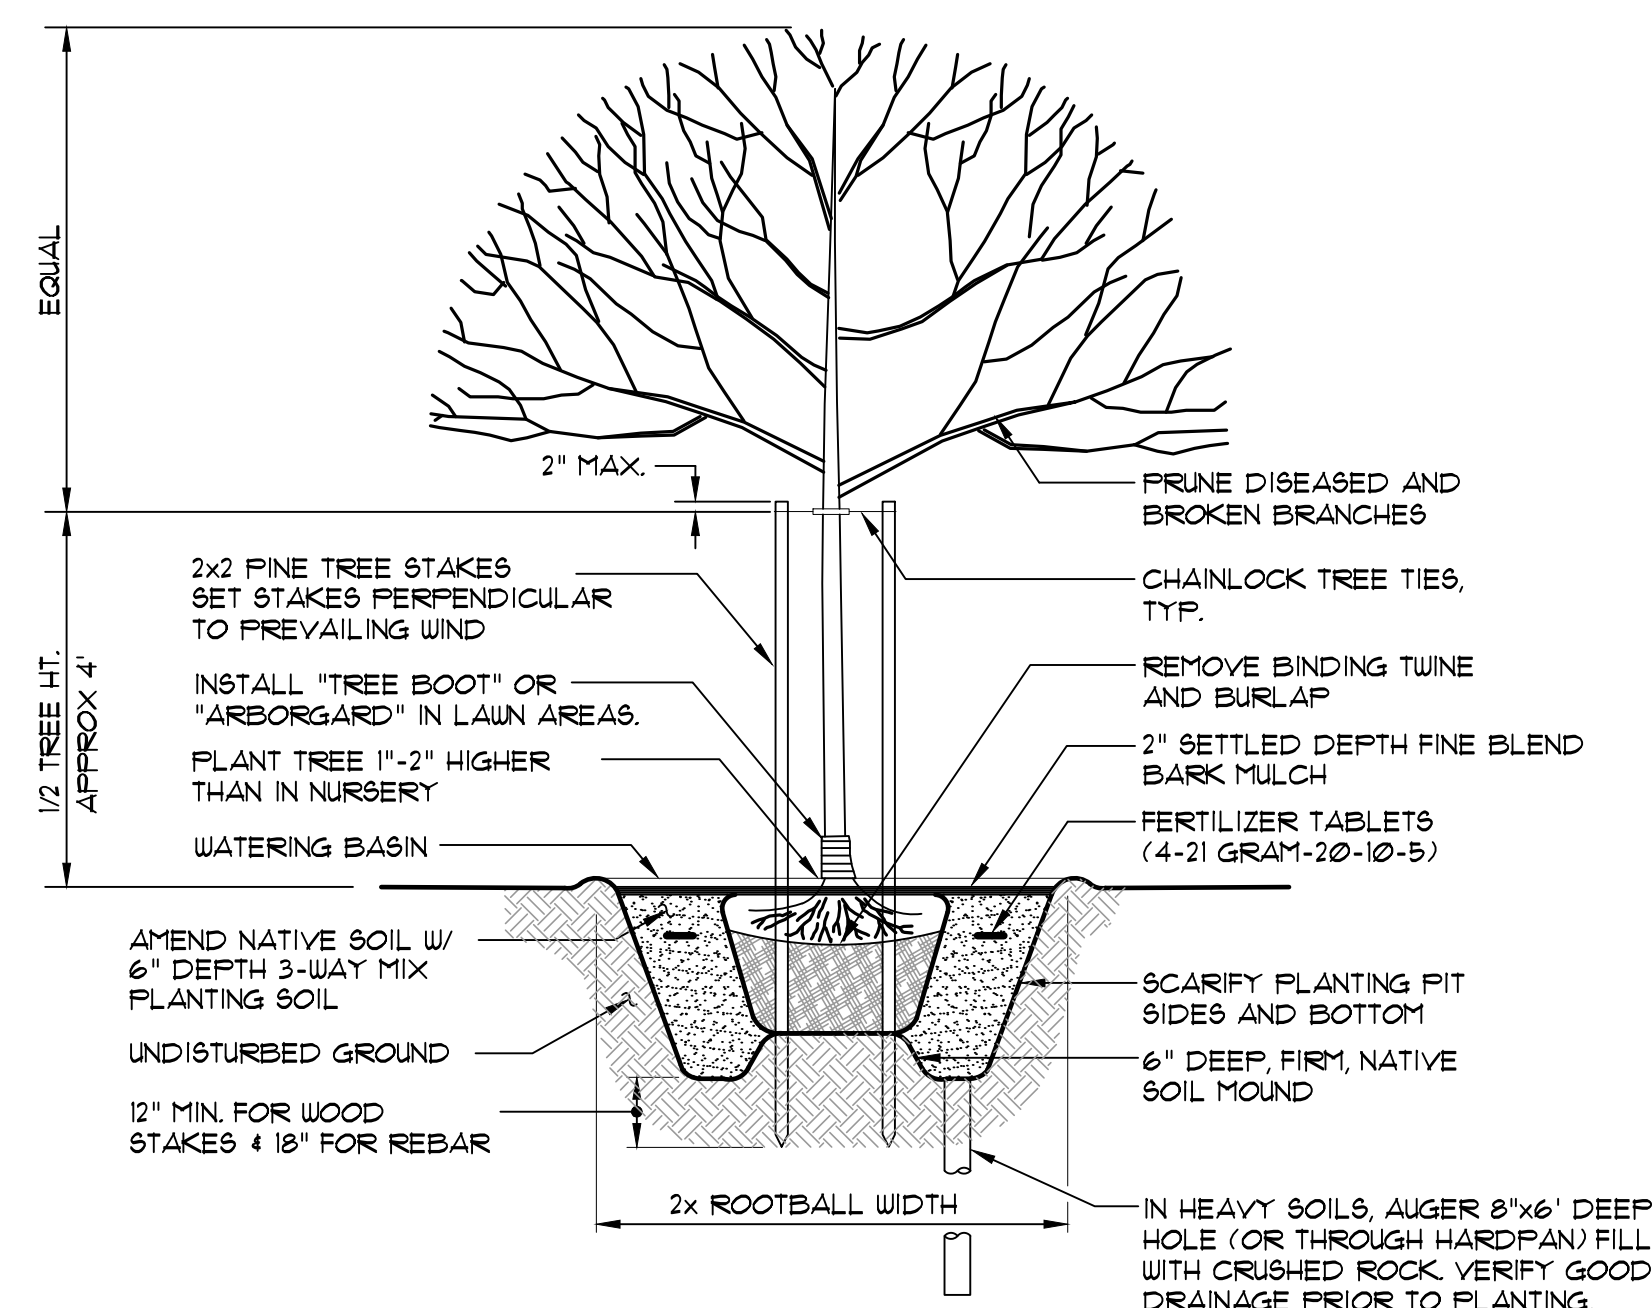 EQUAL
1/2 TREE HT.
APPROX 4'
2" MAX.
2x2 PINE TREE STAKES
SET STAKES PERPENDICULAR
TO PREVAILING WIND
INSTALL "TREE BOOT" OR
"ARBORGARD" IN LAWN AREAS.
PLANT TREE 1"-2" HIGHER
THAN IN NURSERY
WATERING BASIN
AMEND NATIVE SOIL W/
6" DEPTH 3-WAY MIX
PLANTING SOIL
UNDISTURBED GROUND
12" MIN. FOR WOOD
STAKES & 18" FOR REBAR
2x ROOTBALL WIDTH
PRUNE DISEASED AND
BROKEN BRANCHES
CHAINLOCK TREE TIES,
TYP.
REMOVE BINDING TWINE
AND BURLAP
2" SETTLED DEPTH FINE BLEND
BARK MULCH
FERTILIZER TABLETS
(4-21 GRAM-20-10-5)
SCARIFY PLANTING PIT
SIDES AND BOTTOM
6" DEEP, FIRM, NATIVE
SOIL MOUND
IN HEAVY SOILS, AUGER 8"x6' DEEP
HOLE (OR THROUGH HARDPAN) FILL
WITH CRUSHED ROCK. VERIFY GOOD
DRAINAGE PRIOR TO PLANTING